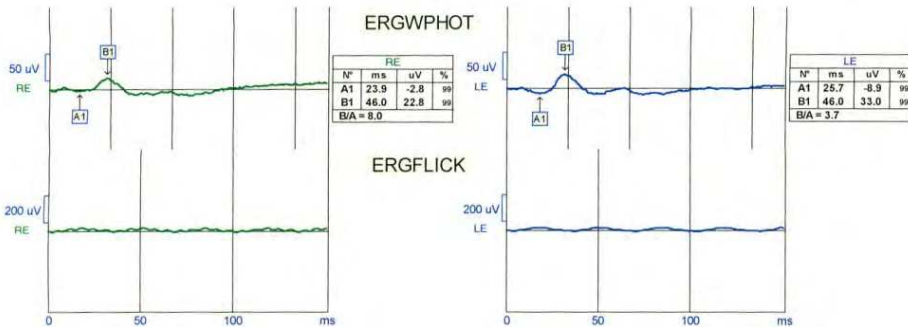 ERGWPHOT
B1
50 uV
RE
A1
RE
N° ms uV %
A1 23.9 -2.8 99
B1 46.0 22.8 99
B/A = 8.0
B1
50 uV
LE
A1
LE
N° ms uV %
A1 25.7 -8.9 99
B1 46.0 33.0 99
B/A = 3.7
ERGFLICK
200 uV
RE
0 50 100 ms
200 uV
LE
0 50 100 ms